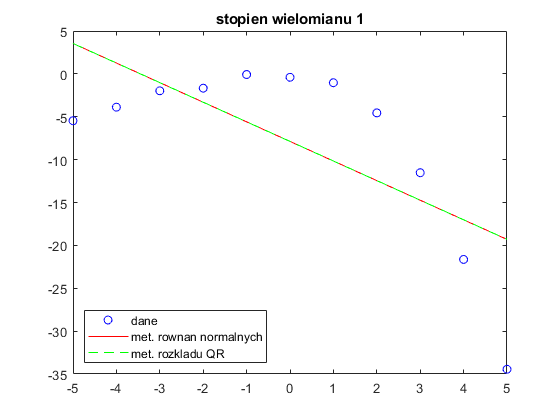 stopien wielomianu 1
5
0
-5
-10
-15
-20
-25
-30
-35
dane
met. rownan normalnych
met. rozkladu QR
-5 -4 -3 -2 -1 0 1 2 3 4 5